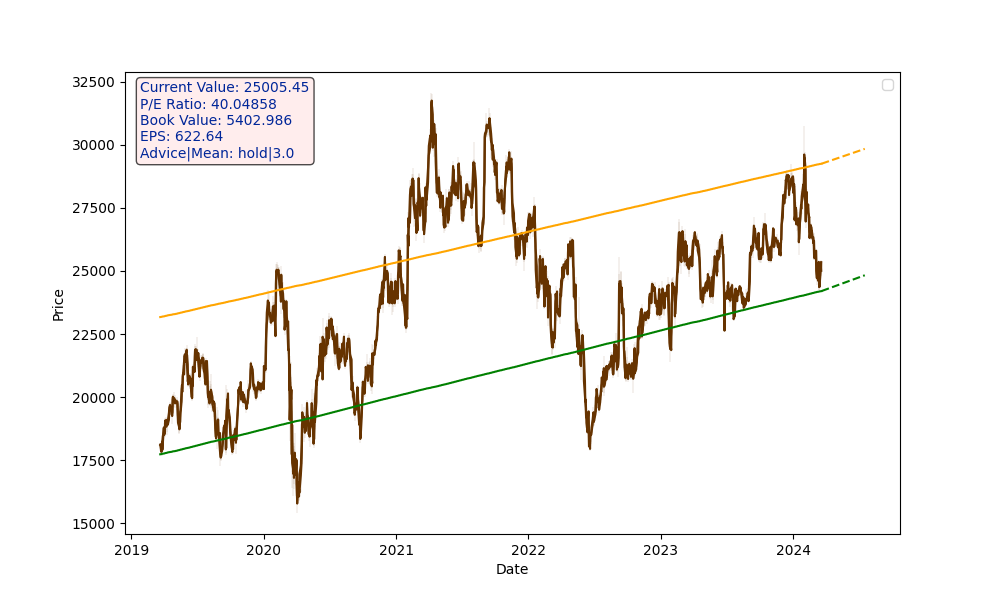 32500
30000
27500
25000
22500
20000
17500
15000
Price
Current Value: 25005.45
P/E Ratio: 40.04858
Book Value: 5402.986
EPS: 622.64
Advice|Mean: hold|3.0
2019 2020 2021 2022 2023 2024
Date